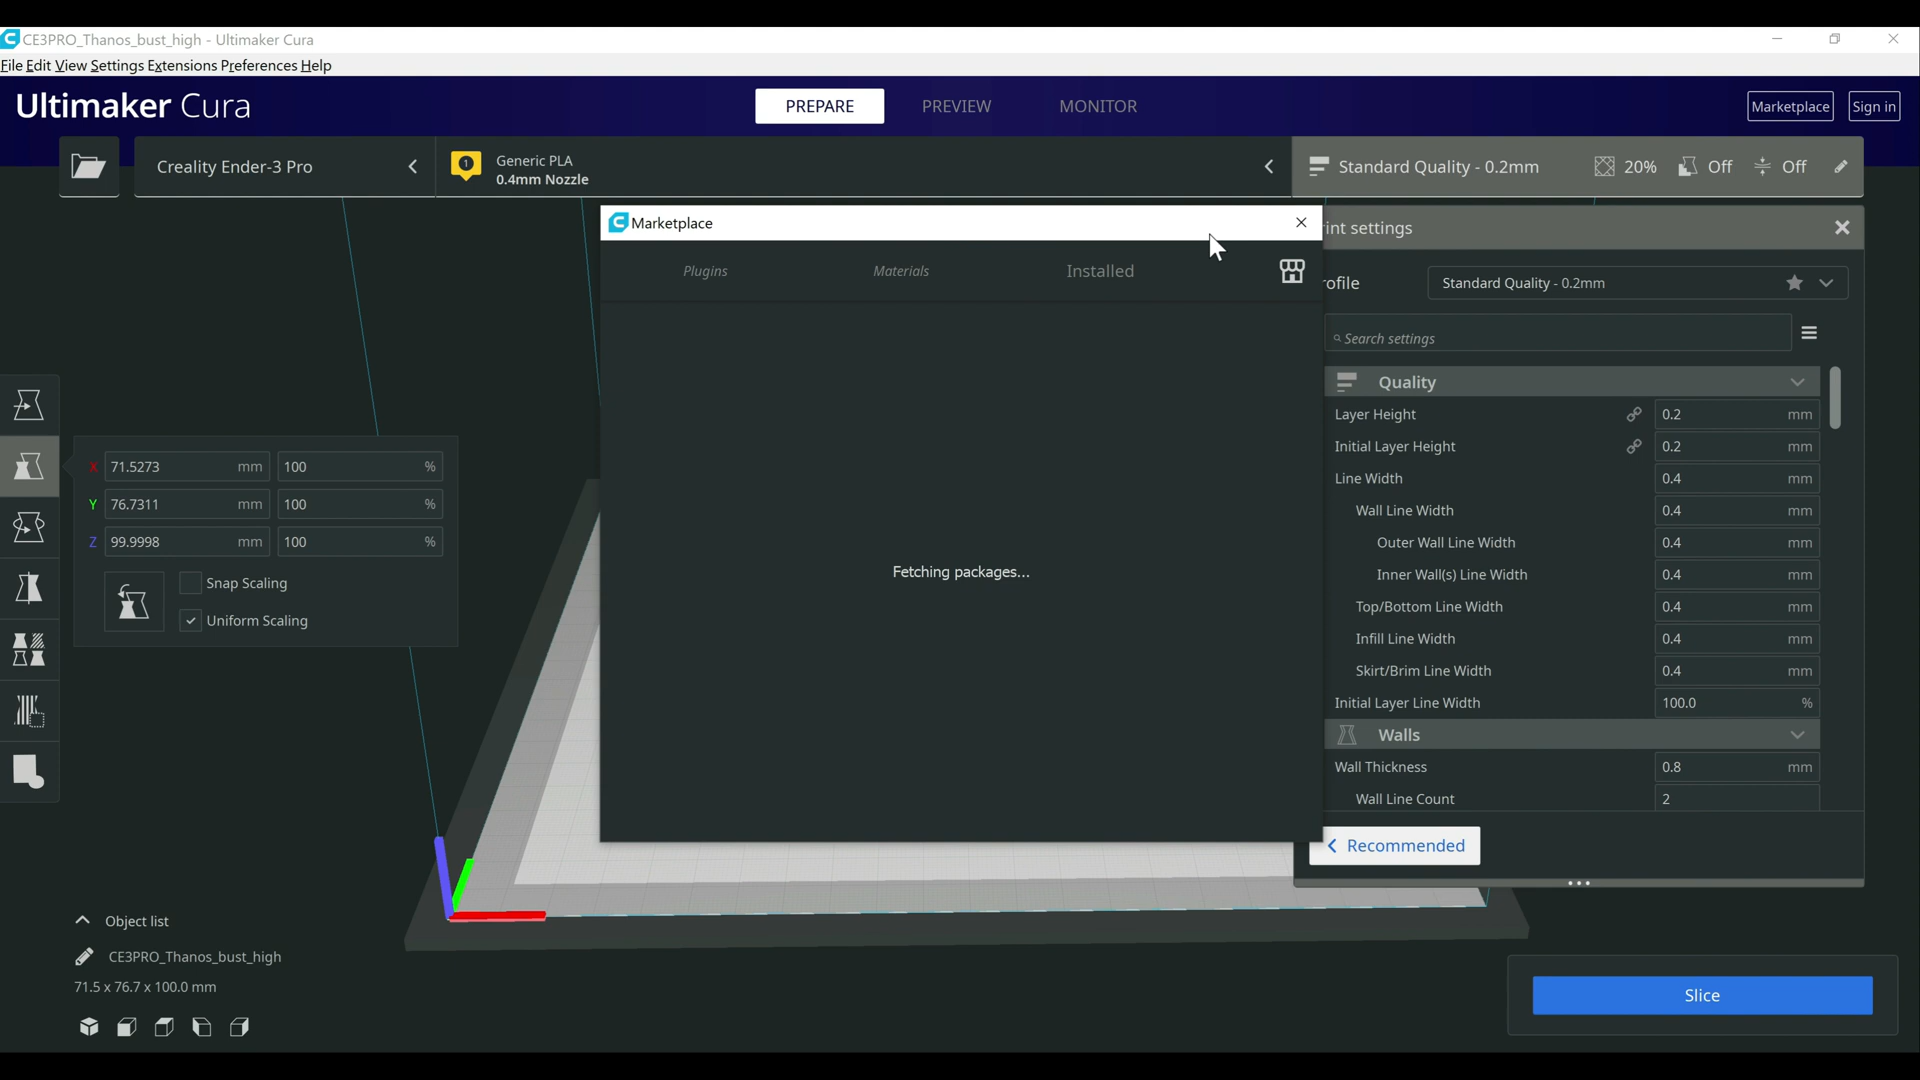 CE3PRO_Thanos_bust_high - Ultimaker Cura
File Edit View Settings Extensions Preferences Help
Ultimaker Cura
PREPARE
PREVIEW
MONITOR
Marketplace
Sign in
Creality Ender-3 Pro
1
Generic PLA
0.4mm Nozzle
Standard Quality - 0.2mm
20%
Off
Off
Marketplace
Plugins
Materials
Installed
Fetching packages...
int settings
ofile
Standard Quality - 0.2mm
Search settings
Quality
Layer Height 0.2 mm
Initial Layer Height 0.2 mm
Line Width 0.4 mm
Wall Line Width 0.4 mm
Outer Wall Line Width 0.4 mm
Inner Wall(s) Line Width 0.4 mm
Top/Bottom Line Width 0.4 mm
Infill Line Width 0.4 mm
Skirt/Brim Line Width 0.4 mm
Initial Layer Line Width 100.0 %
Walls
Wall Thickness 0.8 mm
Wall Line Count 2
Recommended
X 71.5273 mm 100 %
Y 76.7311 mm 100 %
Z 99.9998 mm 100 %
Snap Scaling
Uniform Scaling
Object list
CE3PRO_Thanos_bust_high
71.5 x 76.7 x 100.0 mm
Slice